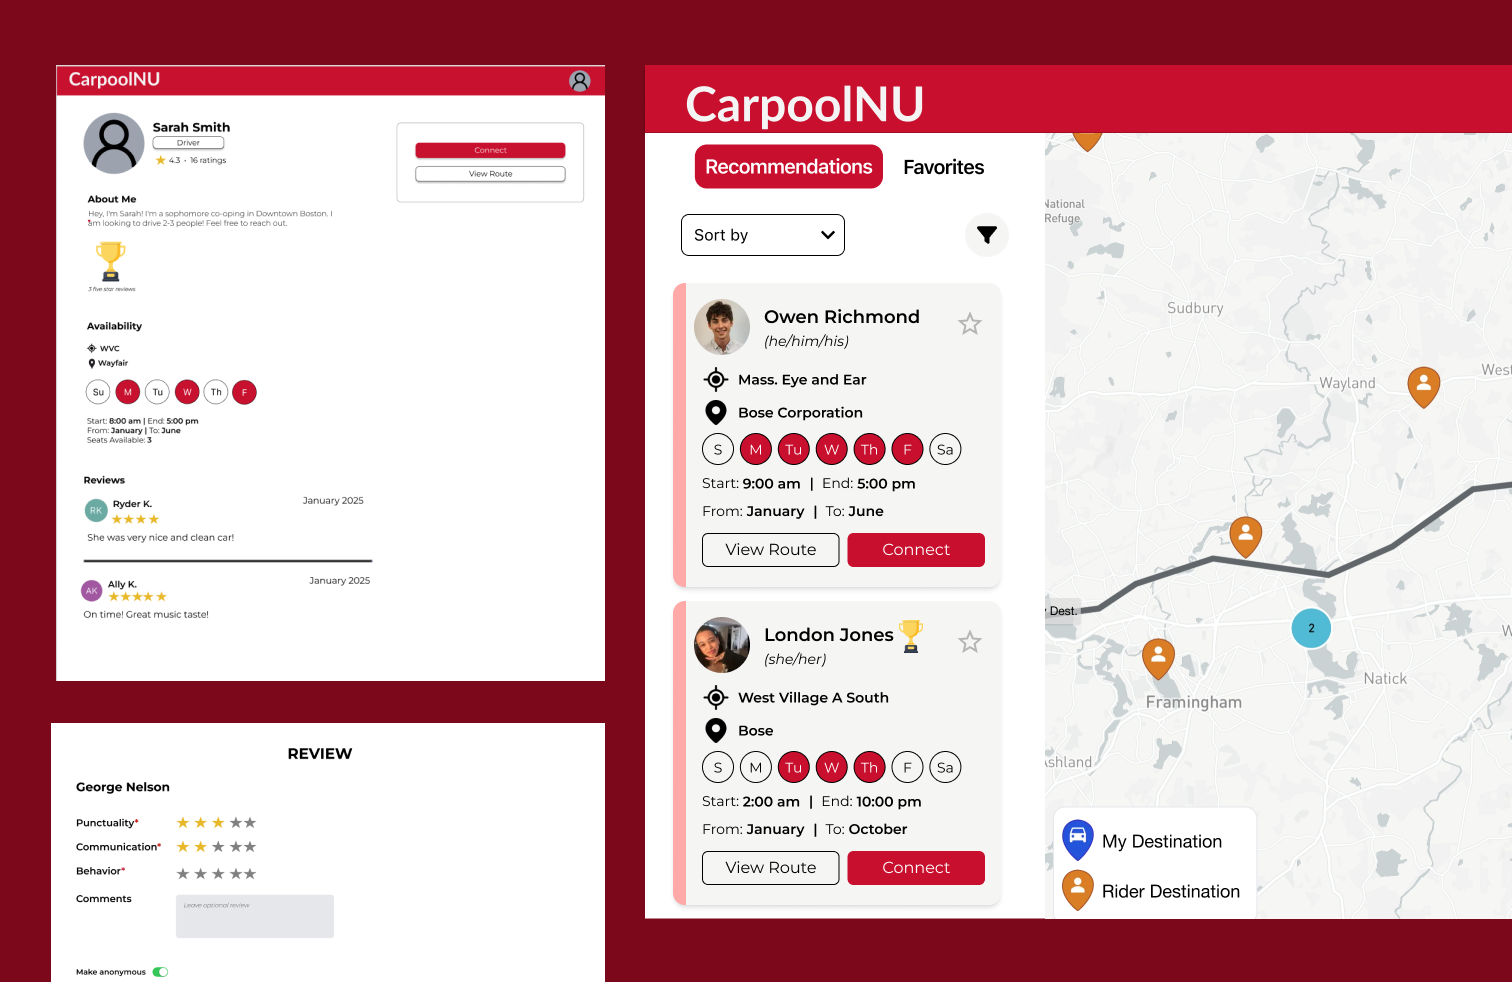 CarpoolNU
Sarah Smith
Driver
4.3 • 16 ratings
Connect
View Route
About Me
Hey, I'm Sarah! I'm a sophomore co-oping in Downtown Boston. I
am looking to drive 2-3 people! Feel free to reach out.
3 five star reviews
Availability
WVC
Wayfair
Su M Tu W Th F
Start: 8:00 am | End: 5:00 pm
From: January | To: June
Seats Available: 3
Reviews
RK Ryder K. January 2025
She was very nice and clean car!
AK Ally K. January 2025
On time! Great music taste!
REVIEW
George Nelson
Punctuality*
Communication*
Behavior*
Comments
Leave optional review
Make anonymous
CarpoolNU
Recommendations Favorites
Sort by
Owen Richmond
(he/him/his)
Mass. Eye and Ear
Bose Corporation
S M Tu W Th F Sa
Start: 9:00 am | End: 5:00 pm
From: January | To: June
View Route Connect
London Jones
(she/her)
West Village A South
Bose
S M Tu W Th F Sa
Start: 2:00 am | End: 10:00 pm
From: January | To: October
View Route Connect
National
Refuge
Sudbury
Wayland
West
Dest.
2
Natick
Framingham
shland
My Destination
Rider Destination